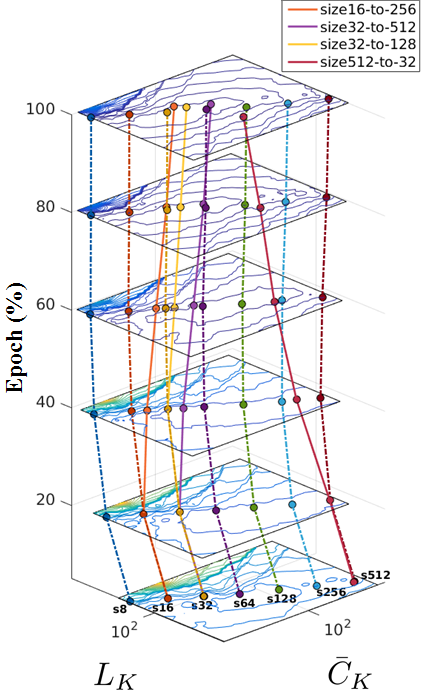 size16-to-256
size32-to-512
size32-to-128
size512-to-32
100
80
60
40
20
Epoch (%)
s8
s16
s32
s64
s128
s256
s512
10²
10²
L_K
C̄_K